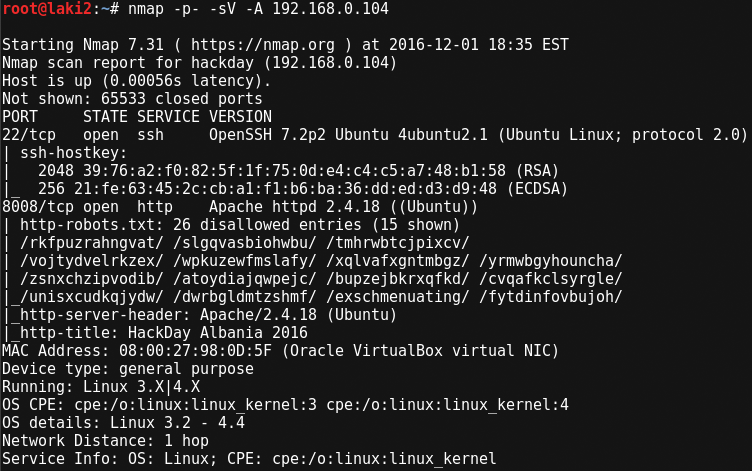 root@laki2:~# nmap -p- -sV -A 192.168.0.104
Starting Nmap 7.31 ( https://nmap.org ) at 2016-12-01 18:35 EST
Nmap scan report for hackday (192.168.0.104)
Host is up (0.00056s latency).
Not shown: 65533 closed ports
PORT     STATE SERVICE VERSION
22/tcp   open  ssh     OpenSSH 7.2p2 Ubuntu 4ubuntu2.1 (Ubuntu Linux; protocol 2.0)
| ssh-hostkey:
|   2048 39:76:a2:f0:82:5f:1f:75:0d:e4:c4:c5:a7:48:b1:58 (RSA)
|_  256 21:fe:63:45:2c:cb:a1:f1:b6:ba:36:dd:ed:d3:d9:48 (ECDSA)
8008/tcp open  http    Apache httpd 2.4.18 ((Ubuntu))
| http-robots.txt: 26 disallowed entries (15 shown)
| /rkfpuzrahngvat/ /slgqvasbiohwbu/ /tmhrwbtcjpixcv/
| /vojtydvelrkzex/ /wpkuzewfmslafy/ /xqlvafxgntmbgz/ /yrmwbgyhouncha/
| /zsnxchzipvodib/ /atoydiajqwpejc/ /bupzejbkrxqfkd/ /cvqafkclsyrgle/
|_/unisxcudkqjydw/ /dwrbgldmtzshmf/ /exschmenuating/ /fytdinfovbujoh/
|_http-server-header: Apache/2.4.18 (Ubuntu)
|_http-title: HackDay Albania 2016
MAC Address: 08:00:27:98:0D:5F (Oracle VirtualBox virtual NIC)
Device type: general purpose
Running: Linux 3.X|4.X
OS CPE: cpe:/o:linux:linux_kernel:3 cpe:/o:linux:linux_kernel:4
OS details: Linux 3.2 - 4.4
Network Distance: 1 hop
Service Info: OS: Linux; CPE: cpe:/o:linux:linux_kernel